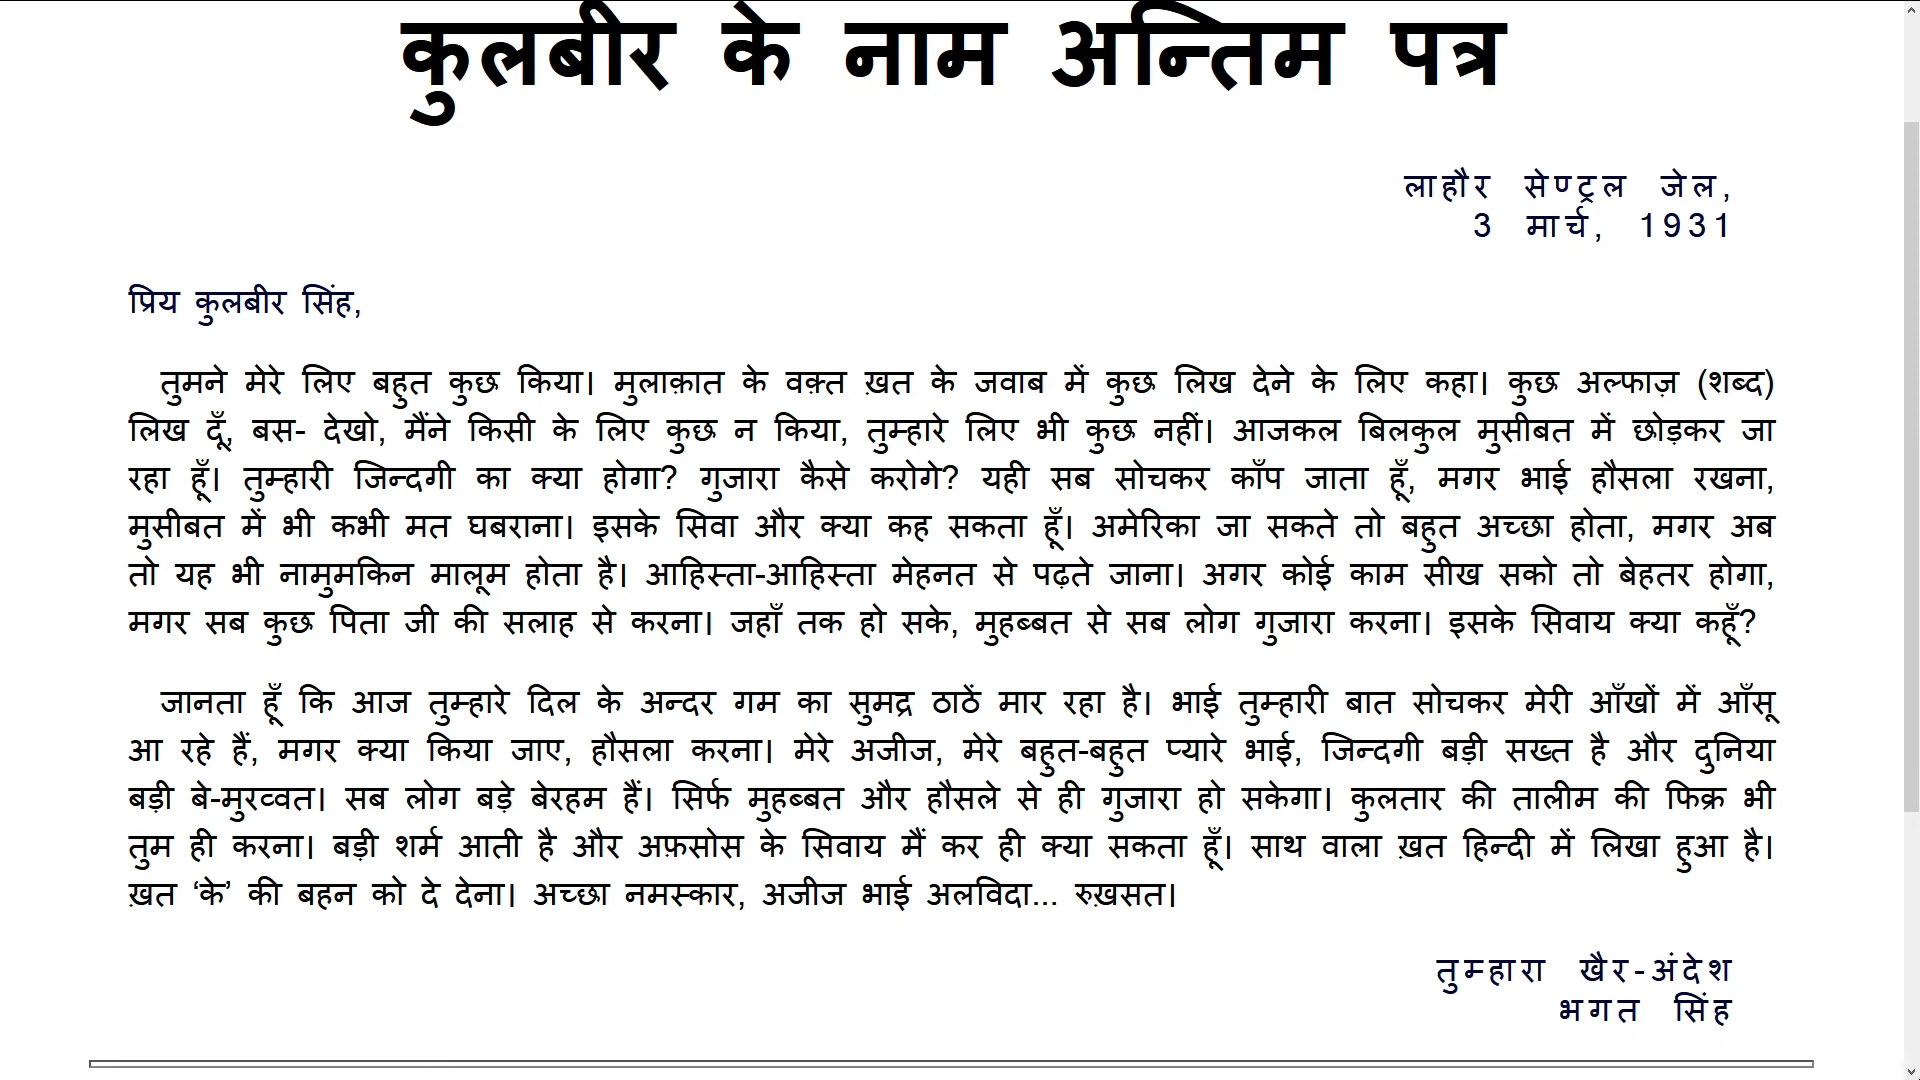 कुलबीर के नाम अन्तिम पत्र
लाहौर सेण्ट्रल जेल,
3 मार्च, 1931
प्रिय कुलबीर सिंह,
तुमने मेरे लिए बहुत कुछ किया। मुलाक़ात के वक़्त ख़त के जवाब में कुछ लिख देने के लिए कहा। कुछ अल्फाज़ (शब्द)
लिख दूँ, बस- देखो, मैंने किसी के लिए कुछ न किया, तुम्हारे लिए भी कुछ नहीं। आजकल बिलकुल मुसीबत में छोड़कर जा
रहा हूँ। तुम्हारी जिन्दगी का क्या होगा? गुजारा कैसे करोगे? यही सब सोचकर काँप जाता हूँ, मगर भाई हौसला रखना,
मुसीबत में भी कभी मत घबराना। इसके सिवा और क्या कह सकता हूँ। अमेरिका जा सकते तो बहुत अच्छा होता, मगर अब
तो यह भी नामुमकिन मालूम होता है। आहिस्ता-आहिस्ता मेहनत से पढ़ते जाना। अगर कोई काम सीख सको तो बेहतर होगा,
मगर सब कुछ पिता जी की सलाह से करना। जहाँ तक हो सके, मुहब्बत से सब लोग गुजारा करना। इसके सिवाय क्या कहूँ?
जानता हूँ कि आज तुम्हारे दिल के अन्दर गम का सुमद्र ठाठें मार रहा है। भाई तुम्हारी बात सोचकर मेरी आँखों में आँसू
आ रहे हैं, मगर क्या किया जाए, हौसला करना। मेरे अजीज, मेरे बहुत-बहुत प्यारे भाई, जिन्दगी बड़ी सख्त है और दुनिया
बड़ी बे-मुरव्वत। सब लोग बड़े बेरहम हैं। सिर्फ मुहब्बत और हौसले से ही गुजारा हो सकेगा। कुलतार की तालीम की फिक्र भी
तुम ही करना। बड़ी शर्म आती है और अफ़सोस के सिवाय मैं कर ही क्या सकता हूँ। साथ वाला ख़त हिन्दी में लिखा हुआ है।
ख़त ‘के’ की बहन को दे देना। अच्छा नमस्कार, अजीज भाई अलविदा... रुख़सत।
तुम्हारा खैर-अंदेश
भगत सिंह